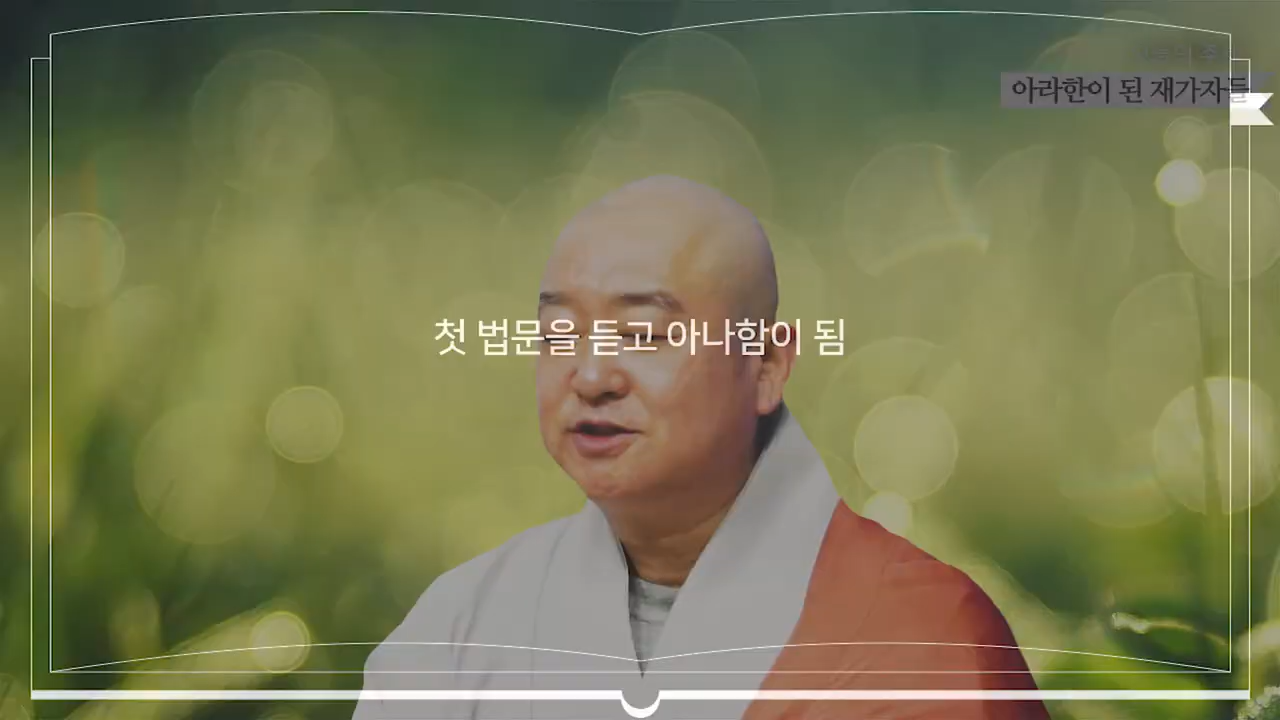 아라한이 된 재가자들
첫 법문을 듣고 아나함이 됨